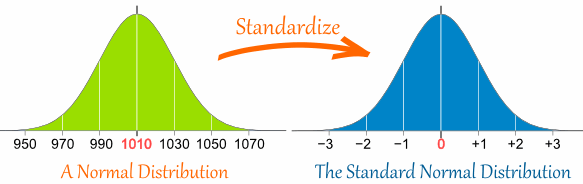 Standardize
950 970 990 1010 1030 1050 1070
−3 −2 −1 0 +1 +2 +3
A Normal Distribution
The Standard Normal Distribution